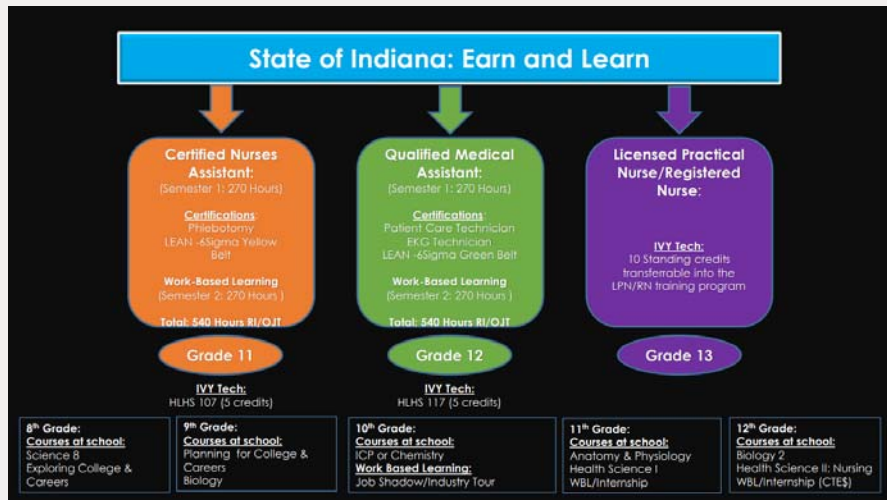 State of Indiana: Earn and Learn
Certified Nurses
Assistant:
(Semester 1: 270 Hours)
Certifications:
Phlebotomy
LEAN -6Sigma Yellow
Belt
Work-Based Learning
(Semester 2: 270 Hours )
Total: 540 Hours RI/OJT
Grade 11
IVY Tech:
HLHS 107 (5 credits)
Qualified Medical
Assistant:
(Semester 1: 270 Hours)
Certifications:
Patient Care Technician
EKG Technician
LEAN -6Sigma Green Belt
Work-Based Learning
(Semester 2: 270 Hours )
Total: 540 Hours RI/OJT
Grade 12
IVY Tech:
HLHS 117 (5 credits)
Licensed Practical
Nurse/Registered
Nurse:
IVY Tech:
10 Standing credits
transferrable into the
LPN/RN training program
Grade 13
8th Grade:
Courses at school:
Science 8
Exploring College &
Careers
9th Grade:
Courses at school:
Planning for College &
Careers
Biology
10th Grade:
Courses at school:
ICP or Chemistry
Work Based Learning:
Job Shadow/Industry Tour
11th Grade:
Courses at school:
Anatomy & Physiology
Health Science I
WBL/Internship
12th Grade:
Courses at school:
Biology 2
Health Science II: Nursing
WBL/Internship (CTE$)